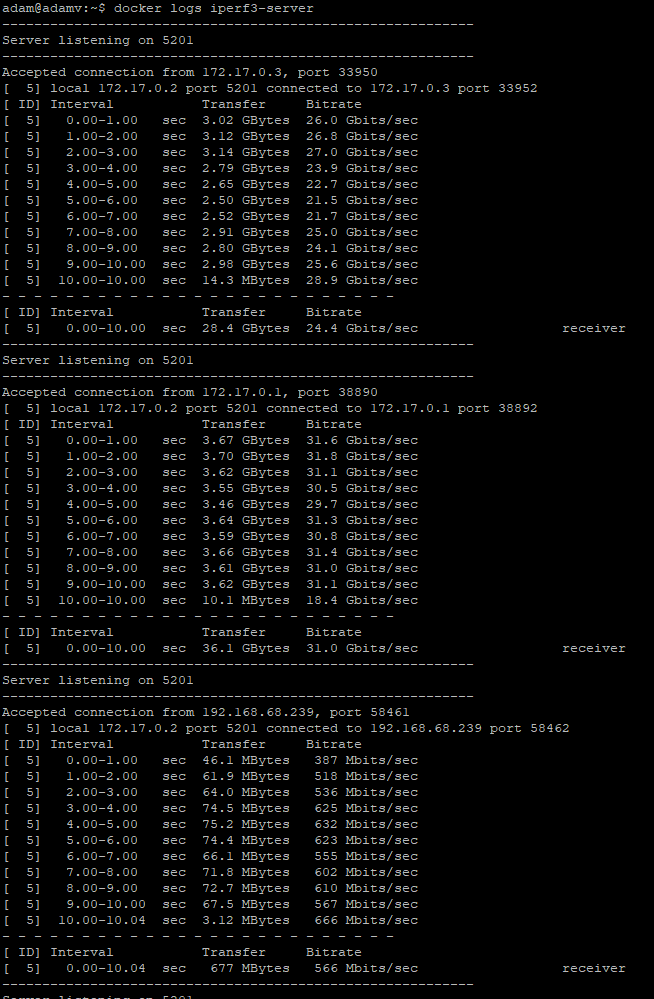 adam@adamv:~$ docker logs iperf3-server
-----------------------------------------------------------
Server listening on 5201
-----------------------------------------------------------
Accepted connection from 172.17.0.3, port 33950
[  5] local 172.17.0.2 port 5201 connected to 172.17.0.3 port 33952
[ ID] Interval           Transfer     Bitrate
[  5]   0.00-1.00   sec  3.02 GBytes  26.0 Gbits/sec
[  5]   1.00-2.00   sec  3.12 GBytes  26.8 Gbits/sec
[  5]   2.00-3.00   sec  3.14 GBytes  27.0 Gbits/sec
[  5]   3.00-4.00   sec  2.79 GBytes  23.9 Gbits/sec
[  5]   4.00-5.00   sec  2.65 GBytes  22.7 Gbits/sec
[  5]   5.00-6.00   sec  2.50 GBytes  21.5 Gbits/sec
[  5]   6.00-7.00   sec  2.52 GBytes  21.7 Gbits/sec
[  5]   7.00-8.00   sec  2.91 GBytes  25.0 Gbits/sec
[  5]   8.00-9.00   sec  2.80 GBytes  24.1 Gbits/sec
[  5]   9.00-10.00  sec  2.98 GBytes  25.6 Gbits/sec
[  5]  10.00-10.00  sec  14.3 MBytes  28.9 Gbits/sec
- - - - - - - - - - - - - - - - - - - - - - - - -
[ ID] Interval           Transfer     Bitrate
[  5]   0.00-10.00  sec  28.4 GBytes  24.4 Gbits/sec                  receiver
-----------------------------------------------------------
Server listening on 5201
-----------------------------------------------------------
Accepted connection from 172.17.0.1, port 38890
[  5] local 172.17.0.2 port 5201 connected to 172.17.0.1 port 38892
[ ID] Interval           Transfer     Bitrate
[  5]   0.00-1.00   sec  3.67 GBytes  31.6 Gbits/sec
[  5]   1.00-2.00   sec  3.70 GBytes  31.8 Gbits/sec
[  5]   2.00-3.00   sec  3.62 GBytes  31.1 Gbits/sec
[  5]   3.00-4.00   sec  3.55 GBytes  30.5 Gbits/sec
[  5]   4.00-5.00   sec  3.46 GBytes  29.7 Gbits/sec
[  5]   5.00-6.00   sec  3.64 GBytes  31.3 Gbits/sec
[  5]   6.00-7.00   sec  3.59 GBytes  30.8 Gbits/sec
[  5]   7.00-8.00   sec  3.66 GBytes  31.4 Gbits/sec
[  5]   8.00-9.00   sec  3.61 GBytes  31.0 Gbits/sec
[  5]   9.00-10.00  sec  3.62 GBytes  31.1 Gbits/sec
[  5]  10.00-10.00  sec  10.1 MBytes  18.4 Gbits/sec
- - - - - - - - - - - - - - - - - - - - - - - - -
[ ID] Interval           Transfer     Bitrate
[  5]   0.00-10.00  sec  36.1 GBytes  31.0 Gbits/sec                  receiver
-----------------------------------------------------------
Server listening on 5201
-----------------------------------------------------------
Accepted connection from 192.168.68.239, port 58461
[  5] local 172.17.0.2 port 5201 connected to 192.168.68.239 port 58462
[ ID] Interval           Transfer     Bitrate
[  5]   0.00-1.00   sec  46.1 MBytes   387 Mbits/sec
[  5]   1.00-2.00   sec  61.9 MBytes   518 Mbits/sec
[  5]   2.00-3.00   sec  64.0 MBytes   536 Mbits/sec
[  5]   3.00-4.00   sec  74.5 MBytes   625 Mbits/sec
[  5]   4.00-5.00   sec  75.2 MBytes   632 Mbits/sec
[  5]   5.00-6.00   sec  74.4 MBytes   623 Mbits/sec
[  5]   6.00-7.00   sec  66.1 MBytes   555 Mbits/sec
[  5]   7.00-8.00   sec  71.8 MBytes   602 Mbits/sec
[  5]   8.00-9.00   sec  72.7 MBytes   610 Mbits/sec
[  5]   9.00-10.00  sec  67.5 MBytes   567 Mbits/sec
[  5]  10.00-10.04  sec  3.12 MBytes   666 Mbits/sec
- - - - - - - - - - - - - - - - - - - - - - - - -
[ ID] Interval           Transfer     Bitrate
[  5]   0.00-10.04  sec   677 MBytes   566 Mbits/sec                  receiver
-----------------------------------------------------------
Server listening on 5201